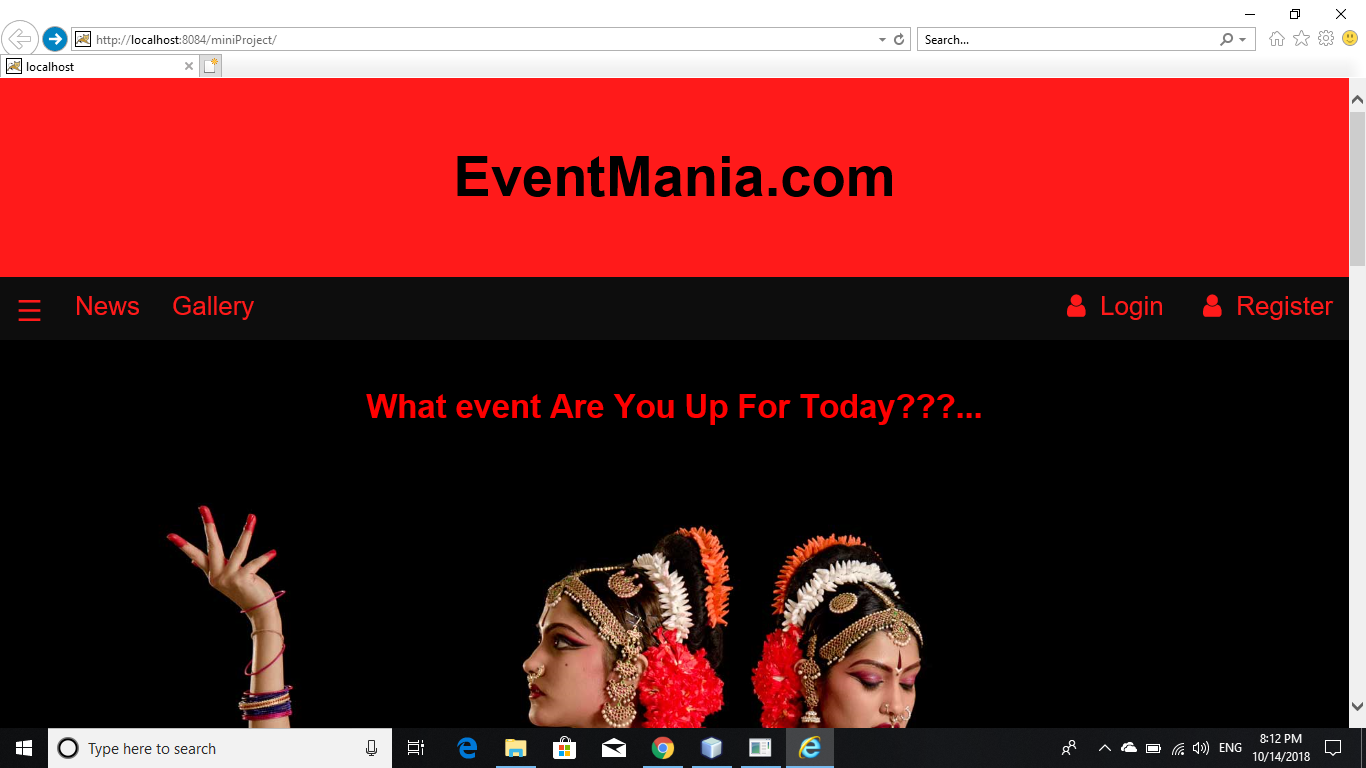 http://localhost:8084/miniProject/
Search...
localhost
EventMania.com
☰ News Gallery Login Register
What event Are You Up For Today???...
Type here to search
ENG
8:12 PM
10/14/2018